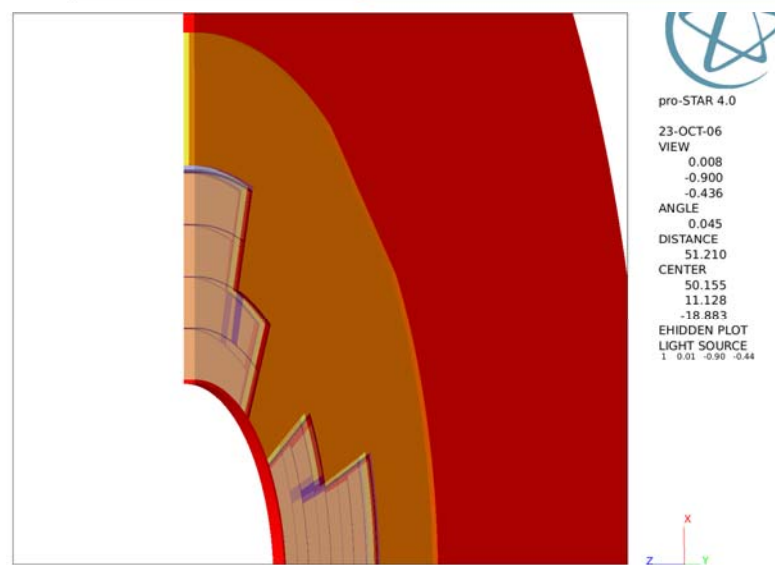 pro-STAR 4.0
23-OCT-06
VIEW
0.008
-0.900
-0.436
ANGLE
0.045
DISTANCE
51.210
CENTER
50.155
11.128
-18.883
EHIDDEN PLOT
LIGHT SOURCE
1 0.01 -0.90 -0.44
X
Z Y